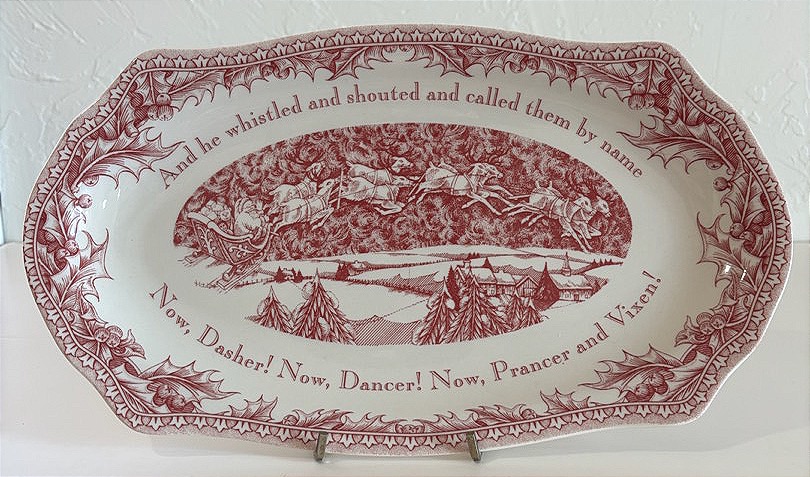 And he whistled and shouted and called them by name
Now, Dasher! Now, Dancer! Now, Prancer and Vixen!